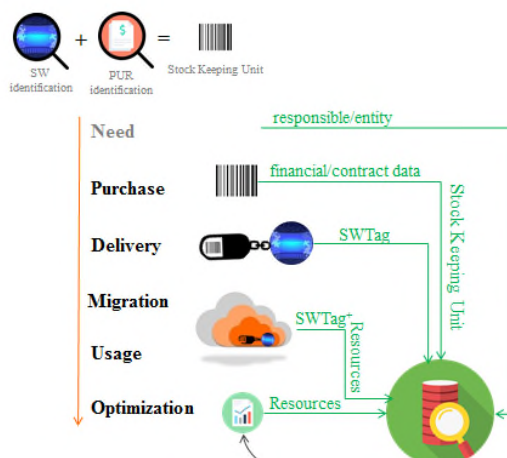 +
=
$
SW
identification
PUR
identification
Stock Keeping Unit
Need
responsible/entity
Purchase
financial/contract data
Stock Keeping Unit
Delivery
SWTag
Migration
SWTag+
Resources
Usage
Optimization
Resources